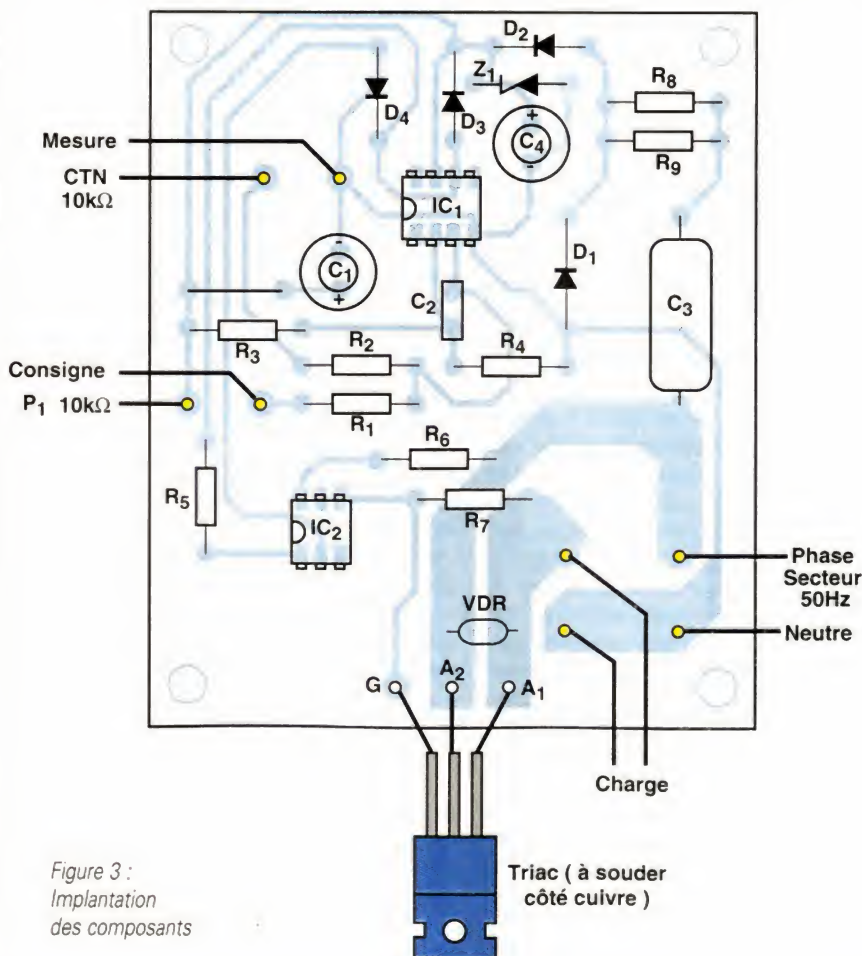 D2
Z1
R8
D4
D3
C4
R9
Mesure
CTN
10kΩ
IC1
D1
C1
C2
C3
R3
R2
R4
Consigne
P1 10kΩ
R1
R6
R5
IC2
R7
Phase
Secteur
50Hz
VDR
Neutre
G
A2
A1
Charge
Figure 3 :
Implantation
des composants
Triac ( à souder
côté cuivre )